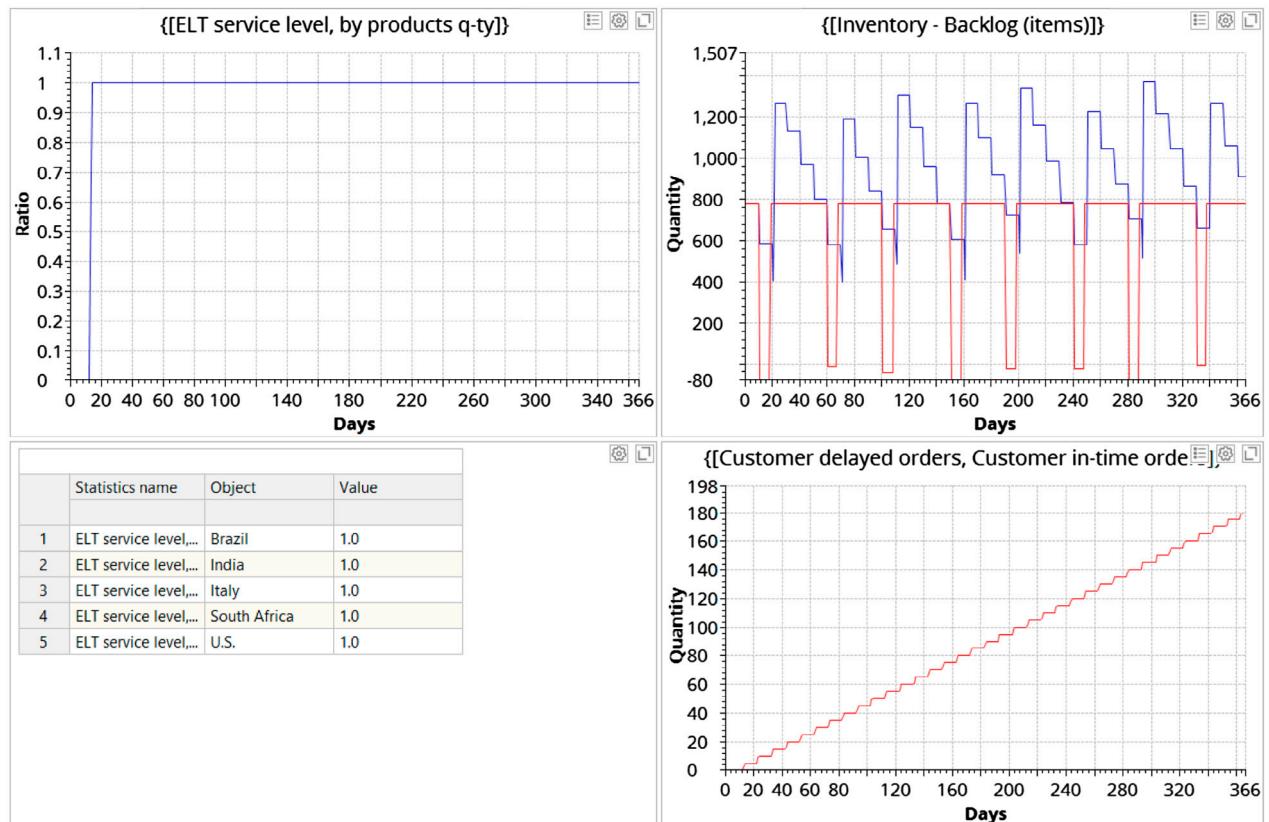 {[ELT service level, by products q-ty]}
1.1
1
0.9
0.8
0.7
0.6
0.5
0.4
0.3
0.2
0.1
0
Ratio
0 20 40 60 80 100 140 180 220 260 300 340 366
Days
{[Inventory - Backlog (items)]}
1,507
1,200
1,000
800
600
400
200
-80
Quantity
0 20 40 60 80 120 160 200 240 280 320 366
Days
Statistics name Object Value
1 ELT service level,... Brazil 1.0
2 ELT service level,... India 1.0
3 ELT service level,... Italy 1.0
4 ELT service level,... South Africa 1.0
5 ELT service level,... U.S. 1.0
{[Customer delayed orders, Customer in-time orders]}
198
180
160
140
120
100
80
60
40
20
0
Quantity
0 20 40 60 80 120 160 200 240 280 320 366
Days